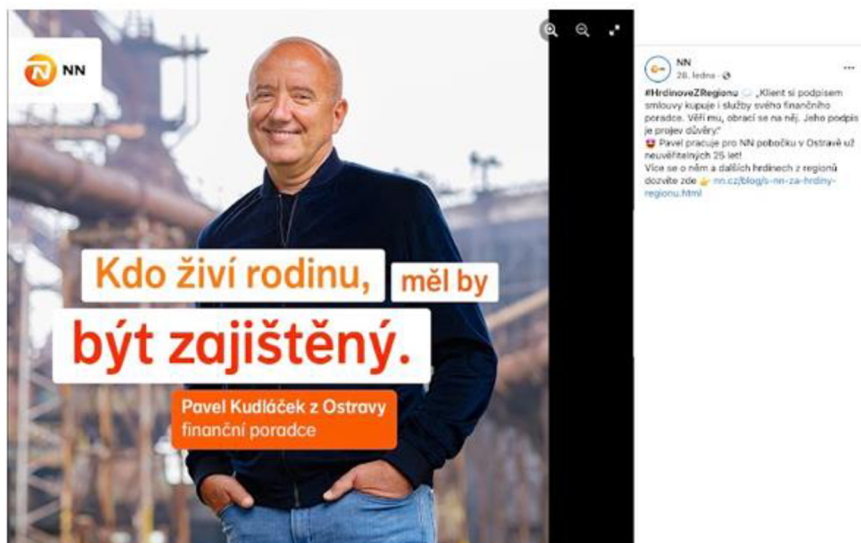 NN
Kdo živí rodinu,
měl by
být zajištěný.
Pavel Kudláček z Ostravy
finanční poradce
NN
26. ledna
#HrdinoveZRegionu „Klient si podpisem
smlouvy kupuje i služby svého finančního
poradce. Věří mu, obrací se na něj. Jeho podpis
je projev důvěry."
Pavel pracuje pro NN pobočku v Ostravě už
neuvěřitelných 25 let!
Více se o něm a dalších hrdinech z regionů
dozvíte zde nn.cz/blog/s-nn-za-hrdiny-
regionu.html